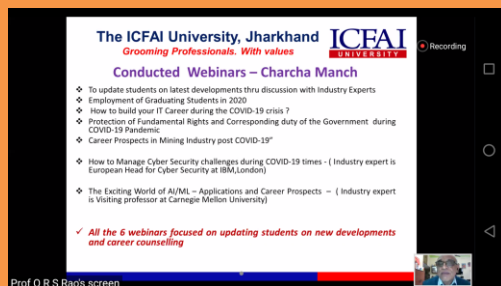 The ICFAI University, Jharkhand
Grooming Professionals. With values
ICFAI
UNIVERSITY
Recording
Conducted Webinars – Charcha Manch
❖ To update students on latest developments thru discussion with Industry Experts
❖ Employment of Graduating Students in 2020
❖ How to build your IT Career during the COVID-19 crisis ?
❖ Protection of Fundamental Rights and Corresponding duty of the Government during
COVID-19 Pandemic
❖ Career Prospects in Mining Industry post COVID-19"
❖ How to Manage Cyber Security challenges during COVID-19 times - ( Industry expert is
European Head for Cyber Security at IBM,London)
❖ The Exciting World of AI/ML – Applications and Career Prospects – ( Industry expert
is Visiting professor at Carnegie Mellon University)
✓ All the 6 webinars focused on updating students on new developments
and career counselling
Prof O R S Rao's screen